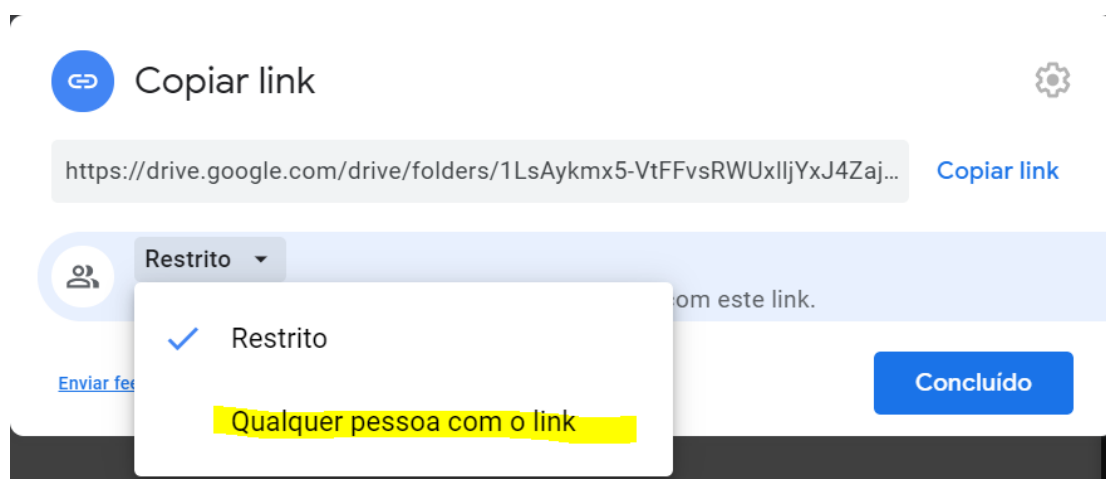 Copiar link
https://drive.google.com/drive/folders/1LsAykmx5-VtFFvsRWUxlljYxJ4Zaj... Copiar link
Restrito
om este link.
Restrito
Enviar fee
Concluído
Qualquer pessoa com o link